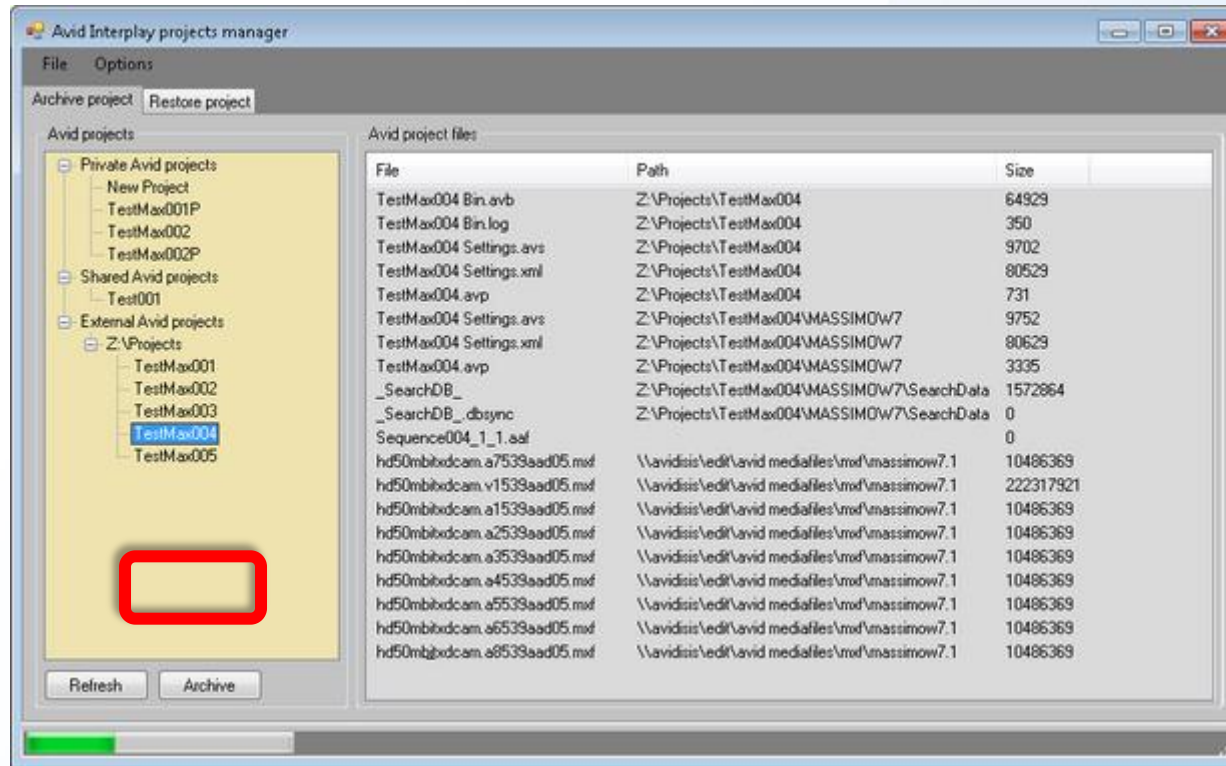 Avid Interplay projects manager
File Options
Archive project Restore project
Avid projects
Private Avid projects
New Project
TestMax001P
TestMax002
TestMax002P
Shared Avid projects
Test001
External Avid projects
Z:\Projects
TestMax001
TestMax002
TestMax003
TestMax004
TestMax005
Refresh Archive
Avid project files
File Path Size
TestMax004 Bin.avb Z:\Projects\TestMax004 64929
TestMax004 Bin.log Z:\Projects\TestMax004 350
TestMax004 Settings.avs Z:\Projects\TestMax004 9702
TestMax004 Settings.xml Z:\Projects\TestMax004 80529
TestMax004.avp Z:\Projects\TestMax004 731
TestMax004 Settings.avs Z:\Projects\TestMax004\MASSIMOW7 9752
TestMax004 Settings.xml Z:\Projects\TestMax004\MASSIMOW7 80629
TestMax004.avp Z:\Projects\TestMax004\MASSIMOW7 3335
_SearchDB_ Z:\Projects\TestMax004\MASSIMOW7\SearchData 1572864
_SearchDB_.dbsync Z:\Projects\TestMax004\MASSIMOW7\SearchData 0
Sequence004_1_1.aaf 0
hd50mbitxdcam.a7539aad05.mxf \\avidisis\edit\avid mediafiles\mxf\massimow7.1 10486369
hd50mbitxdcam.v1539aad05.mxf \\avidisis\edit\avid mediafiles\mxf\massimow7.1 222317921
hd50mbitxdcam.a1539aad05.mxf \\avidisis\edit\avid mediafiles\mxf\massimow7.1 10486369
hd50mbitxdcam.a2539aad05.mxf \\avidisis\edit\avid mediafiles\mxf\massimow7.1 10486369
hd50mbitxdcam.a3539aad05.mxf \\avidisis\edit\avid mediafiles\mxf\massimow7.1 10486369
hd50mbitxdcam.a4539aad05.mxf \\avidisis\edit\avid mediafiles\mxf\massimow7.1 10486369
hd50mbitxdcam.a5539aad05.mxf \\avidisis\edit\avid mediafiles\mxf\massimow7.1 10486369
hd50mbitxdcam.a6539aad05.mxf \\avidisis\edit\avid mediafiles\mxf\massimow7.1 10486369
hd50mbitxdcam.a8539aad05.mxf \\avidisis\edit\avid mediafiles\mxf\massimow7.1 10486369